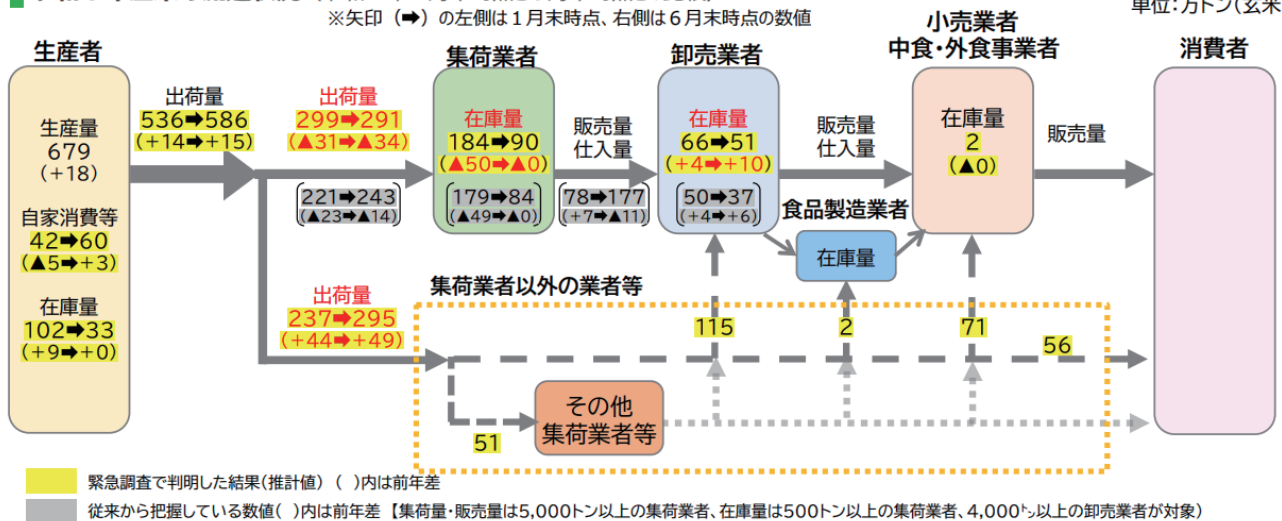 ※矢印（➡）の左側は１月末時点、右側は６月末時点の数値
単位：万トン（玄米
生産者
生産量
679
(+18)
自家消費等
42➡60
(▲5➡+3)
在庫量
102➡33
(+9➡+0)
出荷量
536➡586
(+14➡+15)
出荷量
299➡291
(▲31➡▲34)
221➡243
(▲23➡▲14)
出荷量
237➡295
(+44➡+49)
集荷業者
在庫量
184➡90
(▲50➡▲0)
179➡84
(▲49➡▲0)
販売量
仕入量
78➡177
(+7➡▲11)
卸売業者
在庫量
66➡51
(+4➡+10)
50➡37
(+4➡+6)
販売量
仕入量
食品製造業者
在庫量
小売業者
中食・外食事業者
在庫量
2
(▲0)
販売量
消費者
集荷業者以外の業者等
115
2
71
56
51
その他
集荷業者等
緊急調査で判明した結果(推計値) （ ）内は前年差
従来から把握している数値（ ）内は前年差 【集荷量・販売量は5,000トン以上の集荷業者、在庫量は500トン以上の集荷業者、4,000㌧以上の卸売業者が対象）